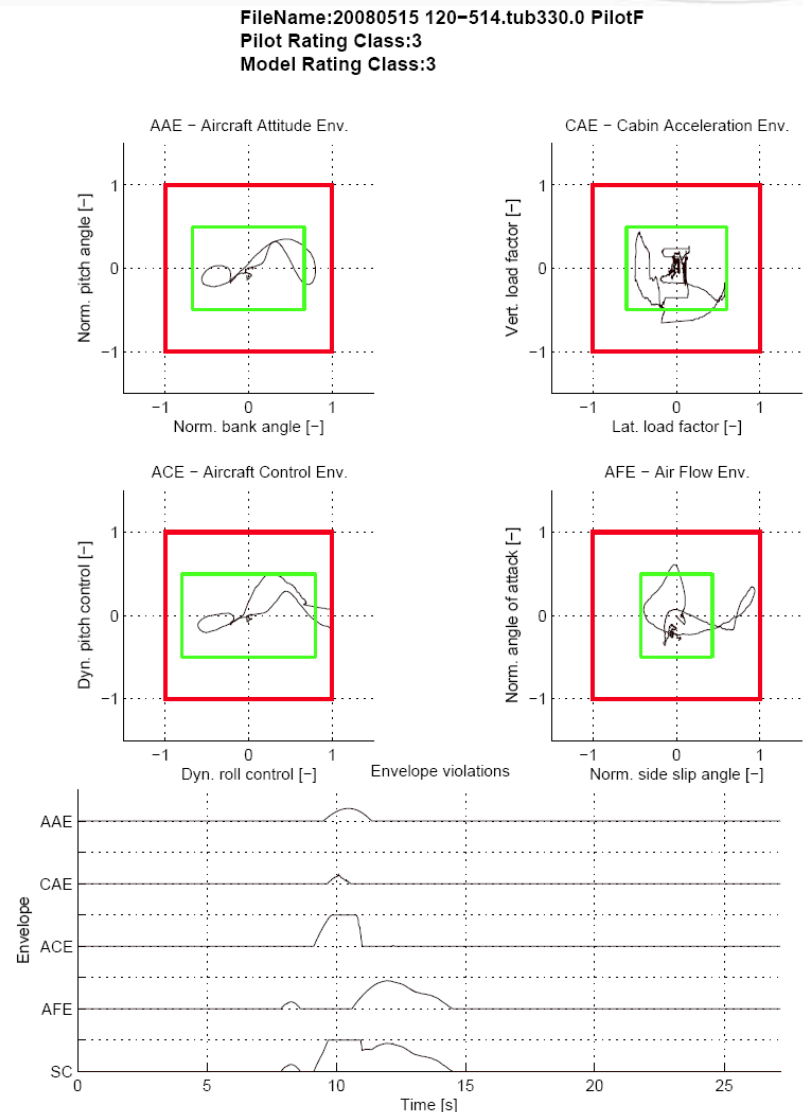 FileName:20080515 120−514.tub330.0 PilotF
Pilot Rating Class:3
Model Rating Class:3
AAE − Aircraft Attitude Env.
Norm. pitch angle [−]
1
0
−1
−1
0
1
Norm. bank angle [−]
CAE − Cabin Acceleration Env.
Vert. load factor [−]
1
0
−1
−1
0
1
Lat. load factor [−]
ACE − Aircraft Control Env.
Dyn. pitch control [−]
1
0
−1
−1
0
1
Dyn. roll control [−]
AFE − Air Flow Env.
Norm. angle of attack [−]
1
0
−1
−1
0
1
Norm. side slip angle [−]
Envelope violations
Envelope
AAE
CAE
ACE
AFE
SC
0
5
10
15
20
25
Time [s]